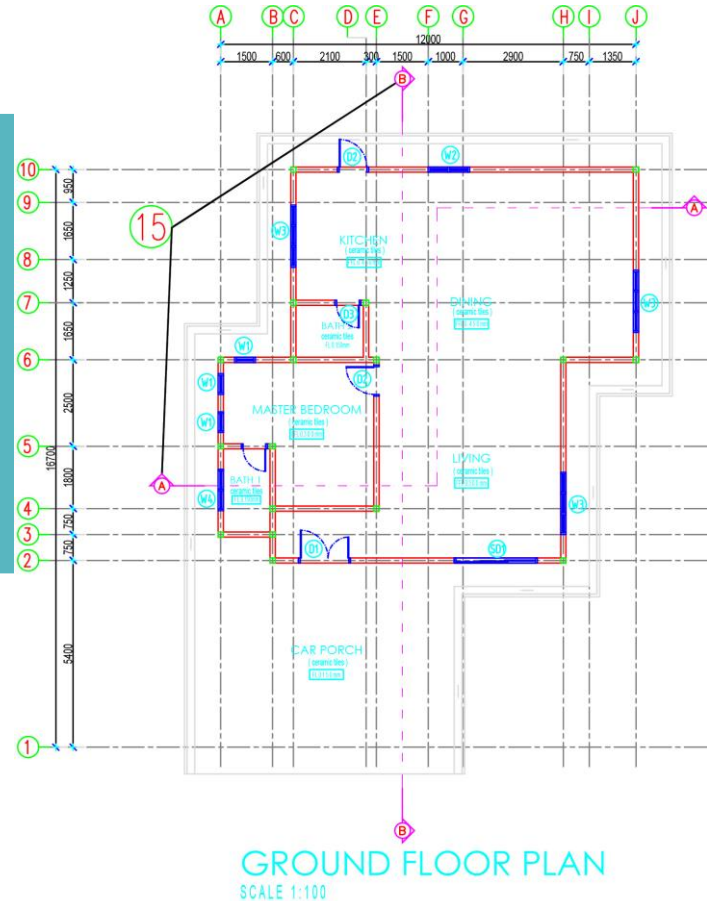 A B C D E F G H I J
12000
1500 600 2100 300 1500 1000 2900 750 1350
B
10 D2 W2
950
9 A
15 W3
1650
KITCHEN
(ceramic tiles)
8
1250
7 D3 DINING W3
(ceramic tiles)
BATH
ceramic tiles
1650
6 W1
D2
W1
2500
MASTER BEDROOM
(ceramic tiles)
W1
5
16700
LIVING
(ceramic tiles)
1800 BATH 1
ceramic tiles
A
W4 W3
4
750
3
750 D1 SD1
2
5400
CAR PORCH
(ceramic tiles)
1
B
GROUND FLOOR PLAN
SCALE 1:100